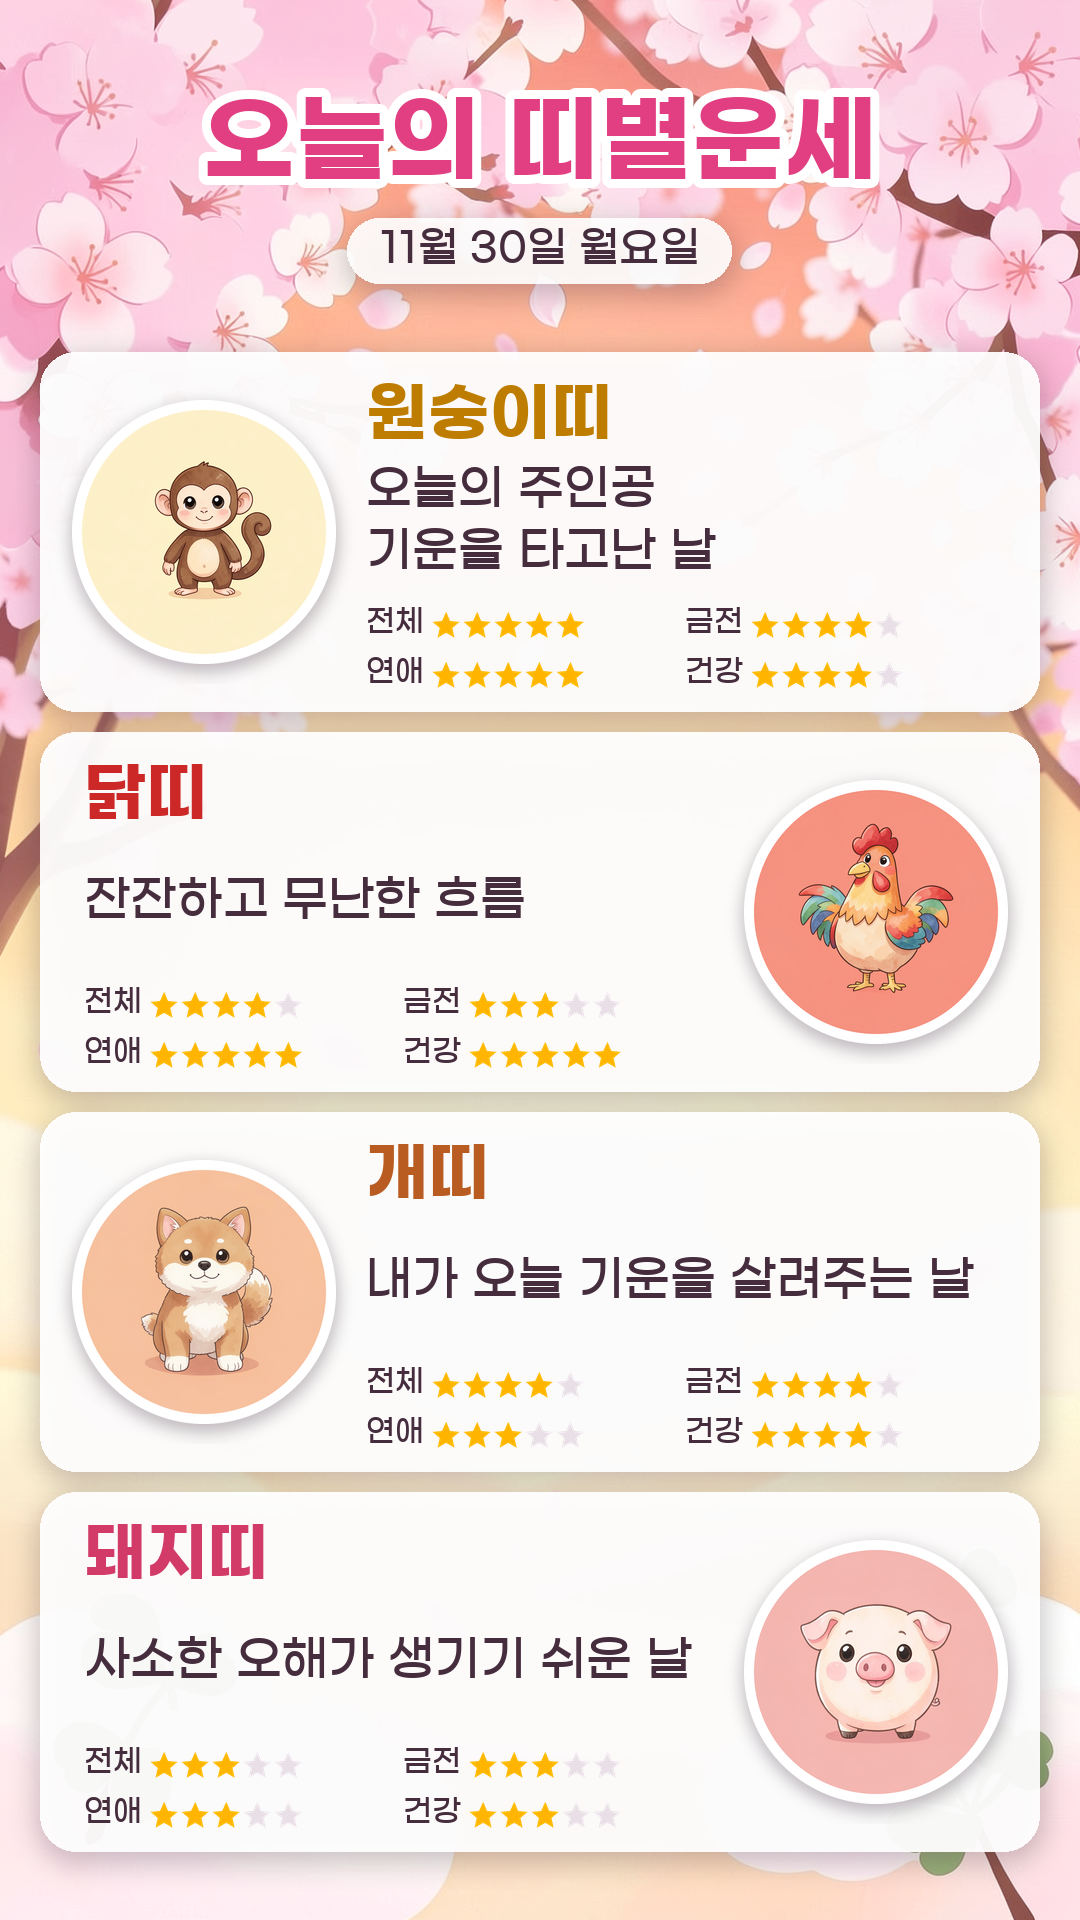 오늘의 띠별운세
11월 30일 월요일
원숭이띠
오늘의 주인공
기운을 타고난 날
전체 ★★★★★ 금전 ★★★★★
연애 ★★★★★ 건강 ★★★★★
닭띠
잔잔하고 무난한 흐름
전체 ★★★★★ 금전 ★★★★★
연애 ★★★★★ 건강 ★★★★★
개띠
내가 오늘 기운을 살려주는 날
전체 ★★★★★ 금전 ★★★★★
연애 ★★★★★ 건강 ★★★★★
돼지띠
사소한 오해가 생기기 쉬운 날
전체 ★★★★★ 금전 ★★★★★
연애 ★★★★★ 건강 ★★★★★